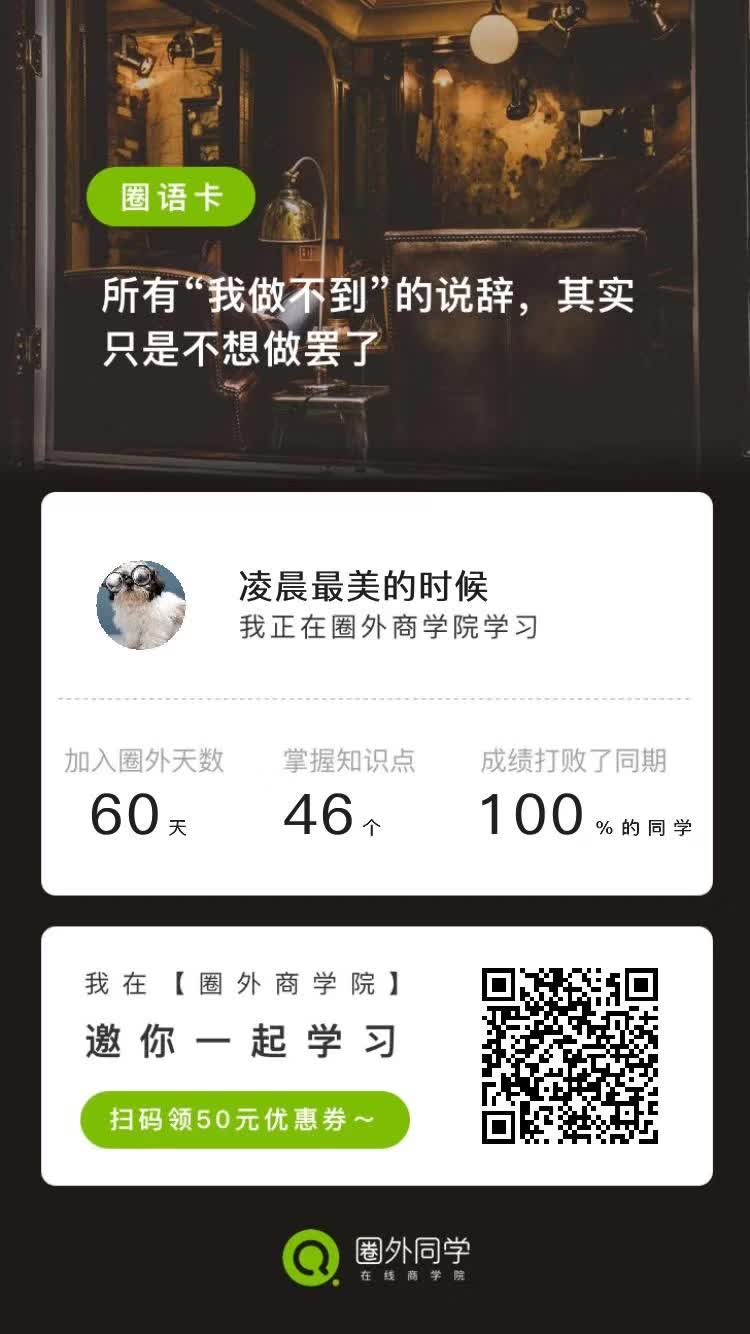 圈语卡
所有“我做不到”的说辞，其实
只是不想做罢了
凌晨最美的时候
我正在圈外商学院学习
加入圈外天数 掌握知识点 成绩打败了同期
60 天 46 个 100 % 的同学
我在【圈外商学院】
邀你一起学习
扫码领50元优惠券～
圈外同学
在线商学院